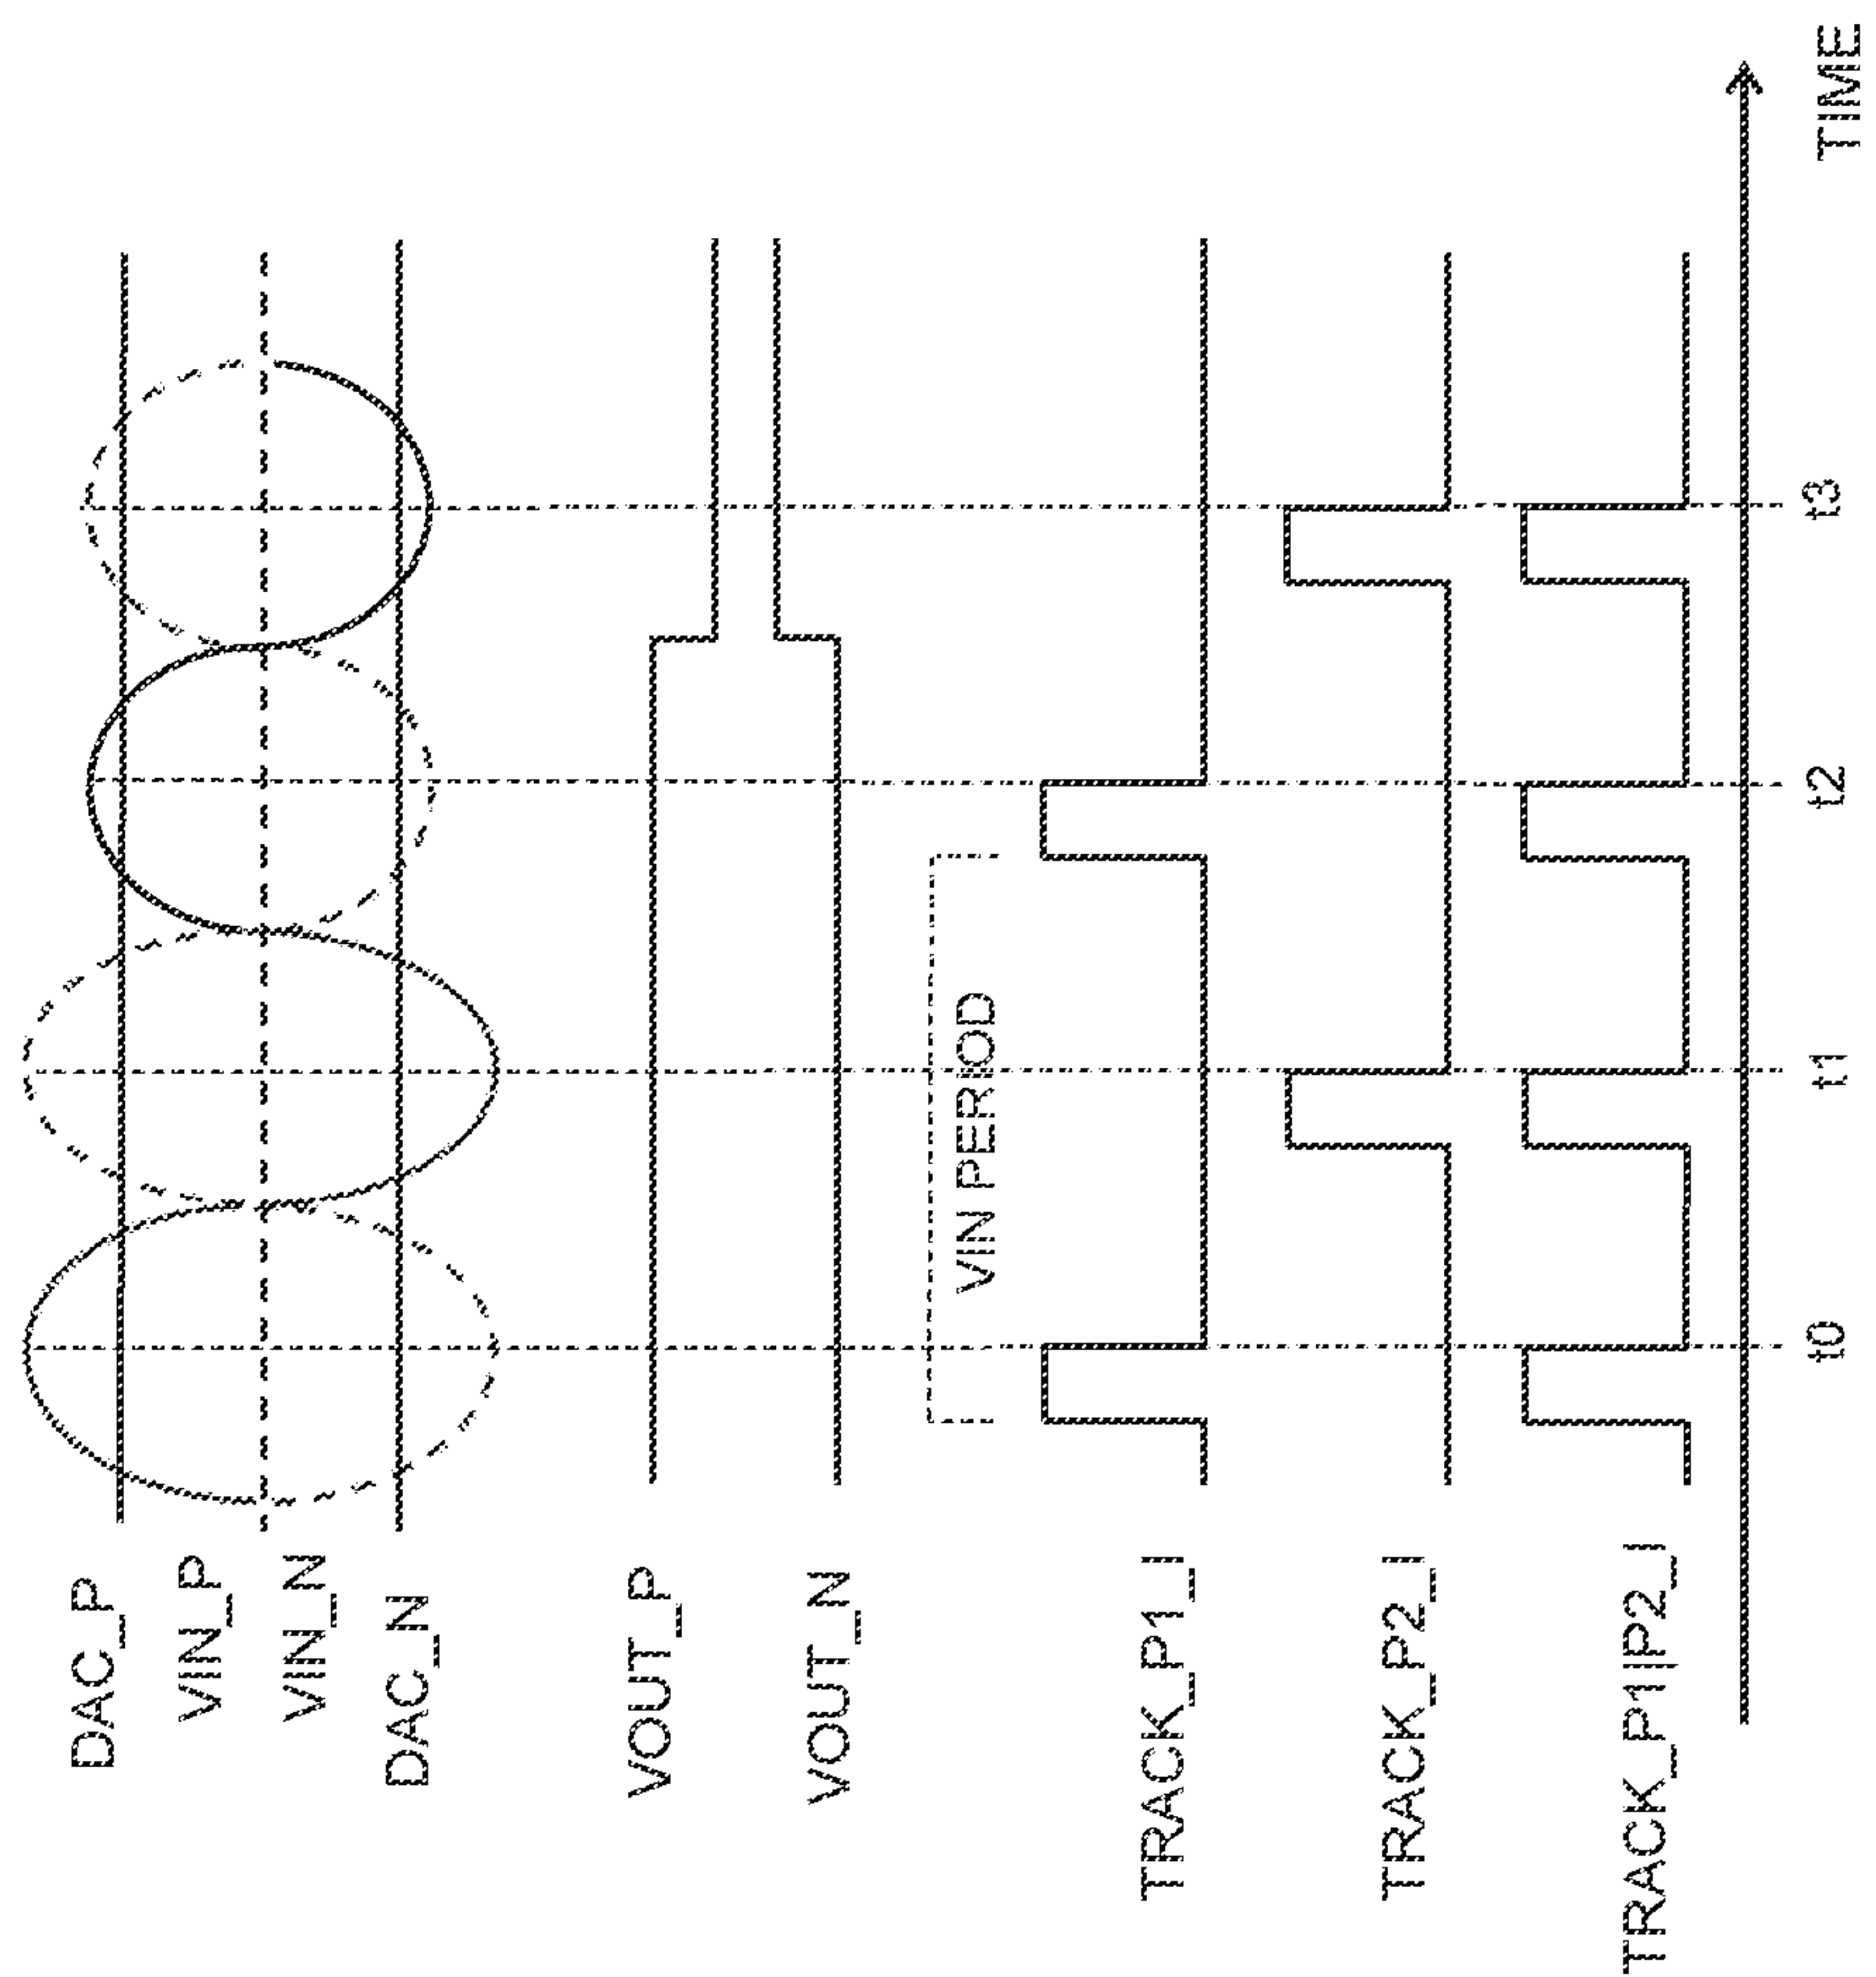 DAC_P
VIN_P
VIN_N
DAC_N
VOUT_P
VOUT_N
VIN PERIOD
TRACK_P1_I
TRACK_P2_I
TRACK_P1|P2_I
t0
t1
t2
t3
TIME